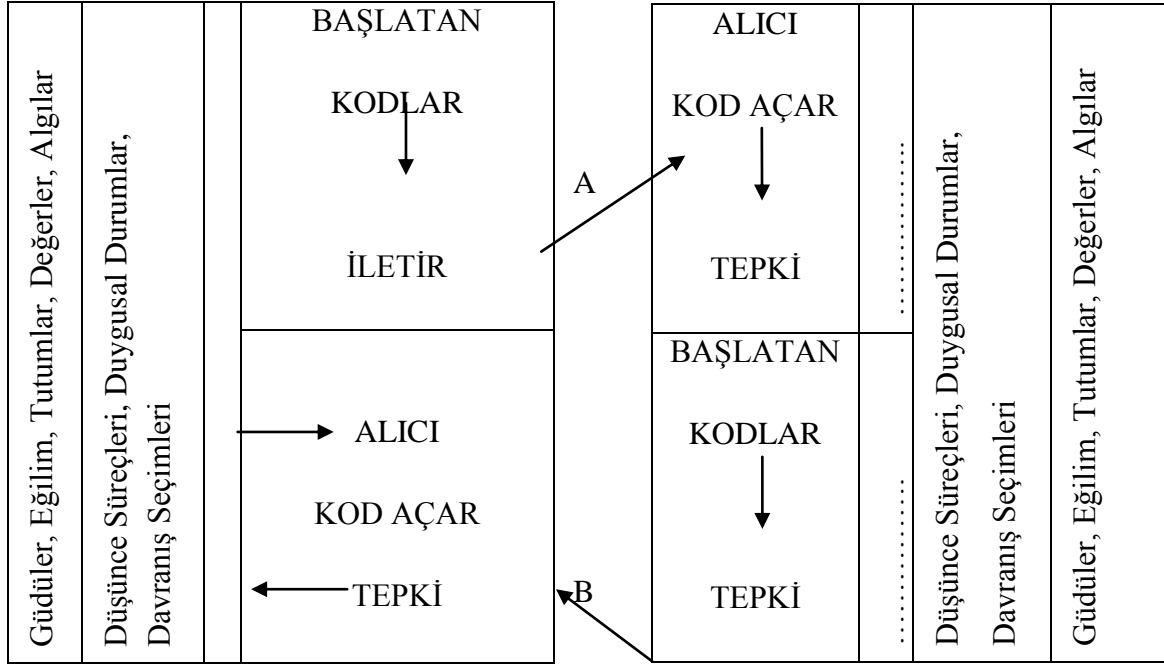 Güdüler, Eğilim, Tutumlar, Değerler, Algılar
Düşünce Süreçleri, Duygusal Durumlar,
Davranış Seçimleri
BAŞLATAN
KODLAR
İLETİR
ALICI
KOD AÇAR
TEPKİ
A
B
ALICI
KOD AÇAR
TEPKİ
BAŞLATAN
KODLAR
TEPKİ
Düşünce Süreçleri, Duygusal Durumlar,
Davranış Seçimleri
Güdüler, Eğilim, Tutumlar, Değerler, Algılar